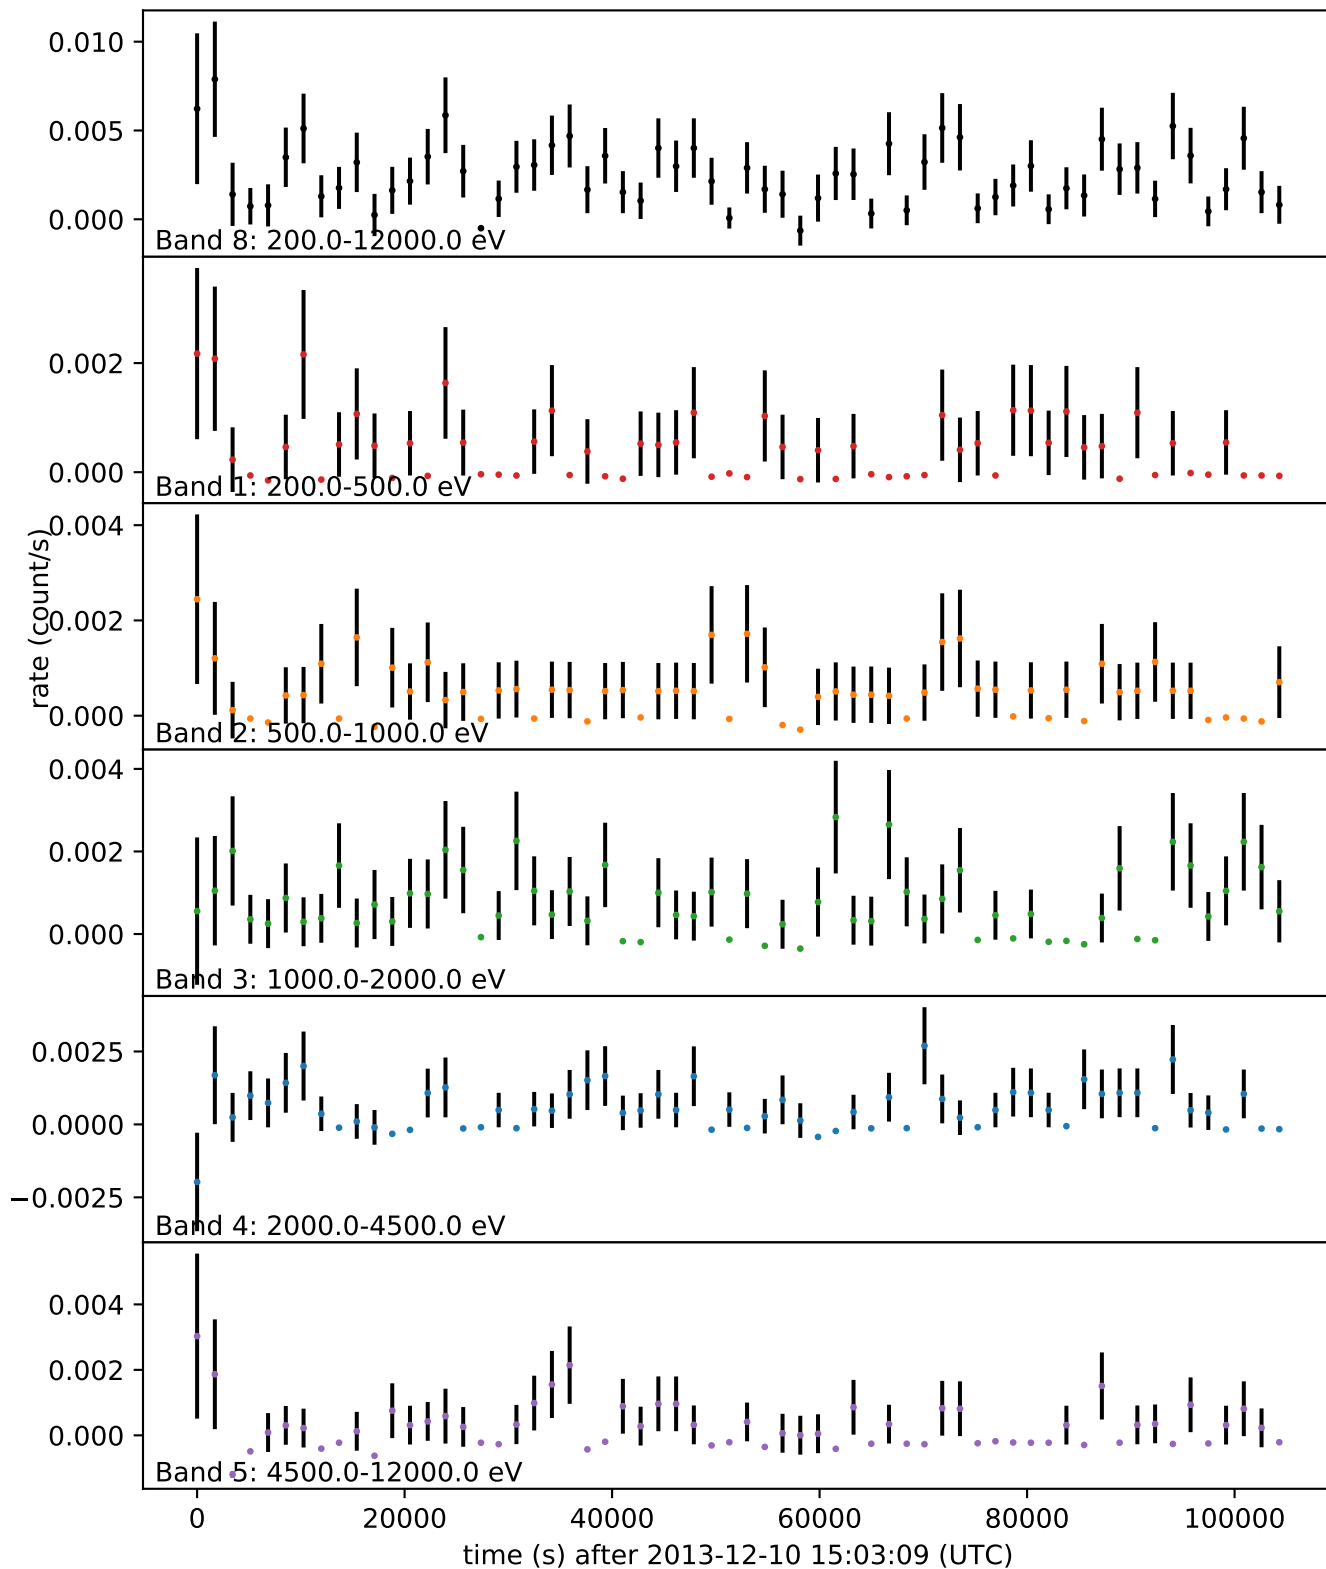 0.010
0.005
0.000
Band 8: 200.0-12000.0 eV
0.002
0.000
Band 1: 200.0-500.0 eV
rate (count/s)
0.004
0.002
0.000
Band 2: 500.0-1000.0 eV
0.004
0.002
0.000
Band 3: 1000.0-2000.0 eV
0.0025
0.0000
−0.0025
Band 4: 2000.0-4500.0 eV
0.004
0.002
0.000
Band 5: 4500.0-12000.0 eV
0 20000 40000 60000 80000 100000
time (s) after 2013-12-10 15:03:09 (UTC)